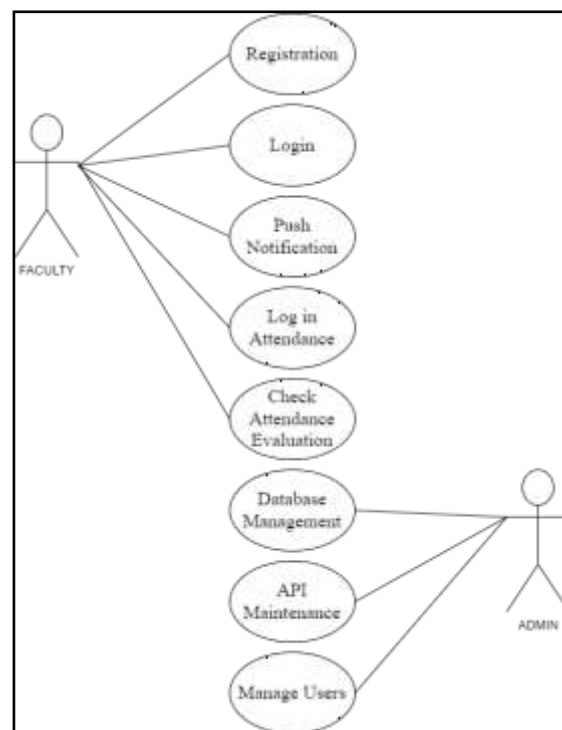 Registration
Login
Push
Notification
FACULTY
Log in
Attendance
Check
Attendance
Evaluation
Database
Management
API
Maintenance
ADMIN
Manage Users